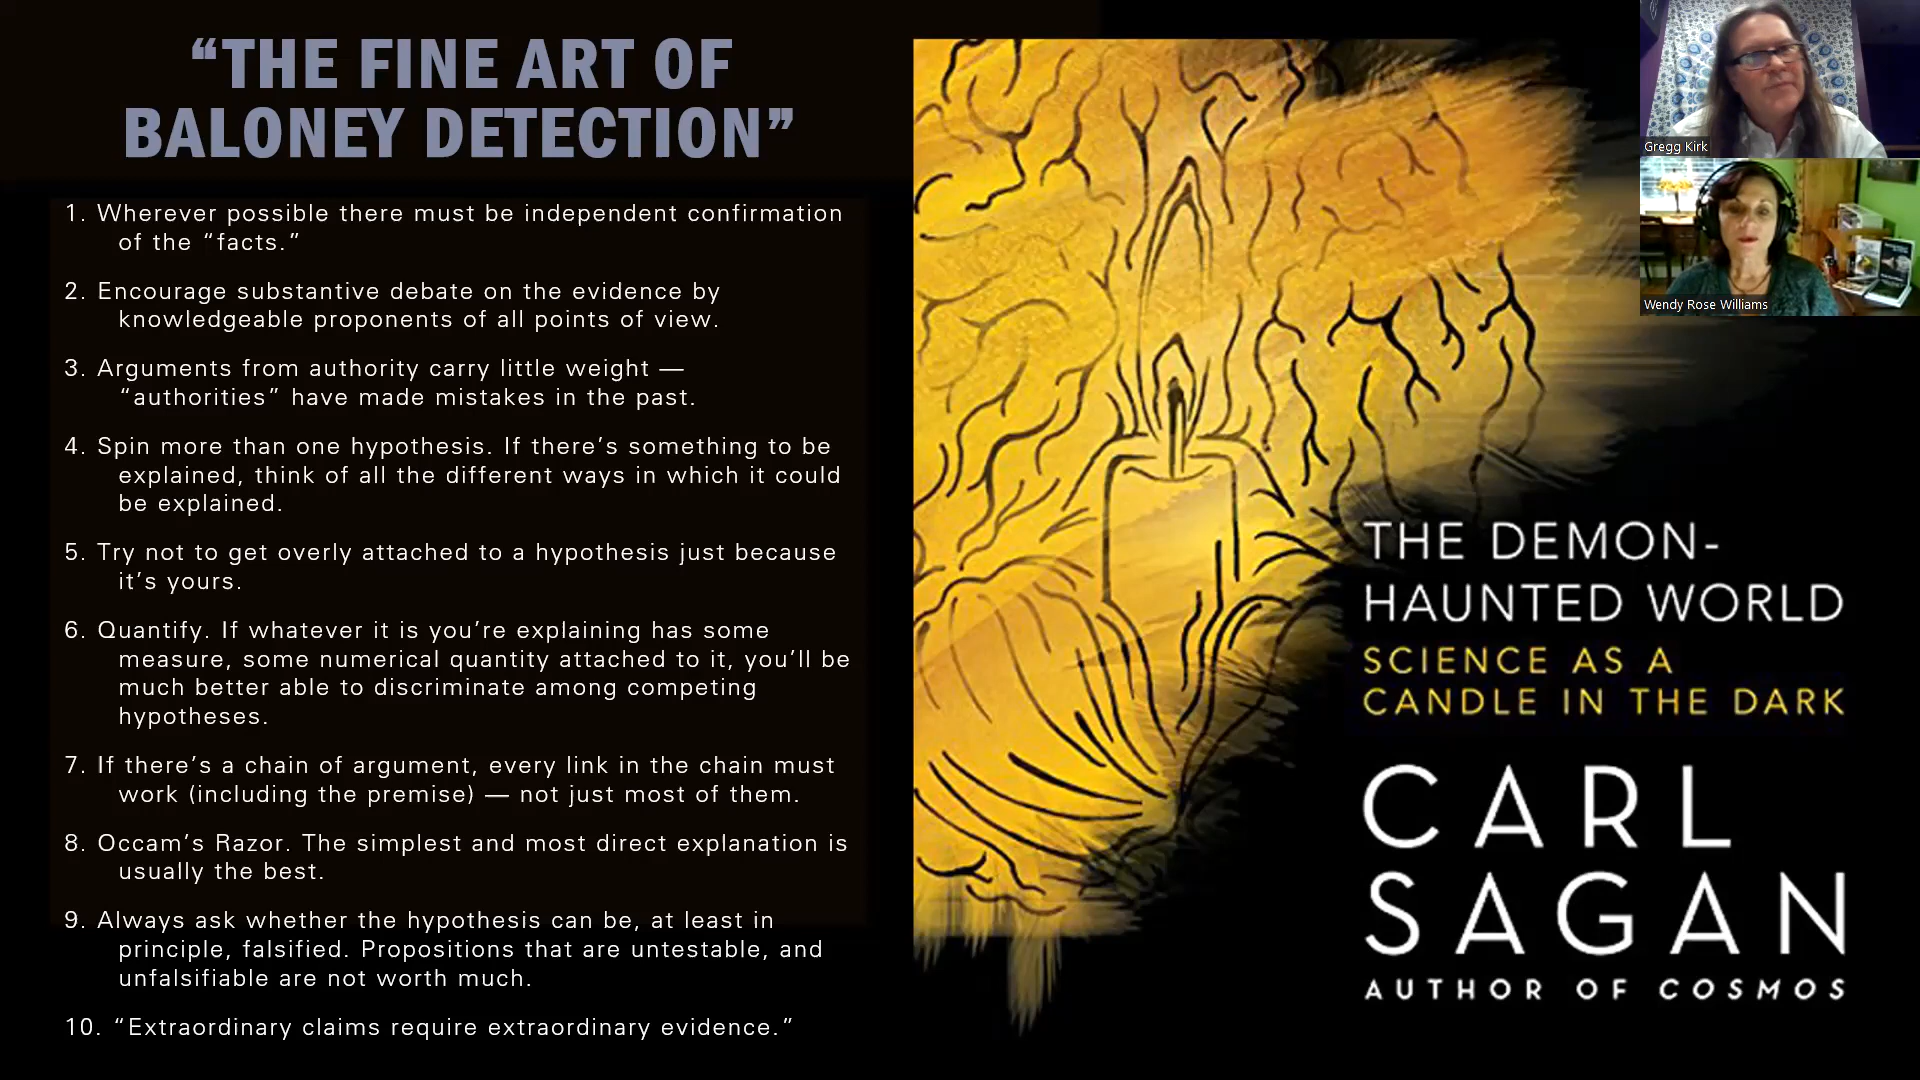 “THE FINE ART OF
BALONEY DETECTION”
1. Wherever possible there must be independent confirmation
of the “facts.”
2. Encourage substantive debate on the evidence by
knowledgeable proponents of all points of view.
3. Arguments from authority carry little weight —
“authorities” have made mistakes in the past.
4. Spin more than one hypothesis. If there’s something to be
explained, think of all the different ways in which it could
be explained.
5. Try not to get overly attached to a hypothesis just because
it’s yours.
6. Quantify. If whatever it is you’re explaining has some
measure, some numerical quantity attached to it, you’ll be
much better able to discriminate among competing
hypotheses.
7. If there’s a chain of argument, every link in the chain must
work (including the premise) — not just most of them.
8. Occam’s Razor. The simplest and most direct explanation is
usually the best.
9. Always ask whether the hypothesis can be, at least in
principle, falsified. Propositions that are untestable, and
unfalsifiable are not worth much.
10. “Extraordinary claims require extraordinary evidence.”
THE DEMON-
HAUNTED WORLD
SCIENCE AS A
CANDLE IN THE DARK
CARL
SAGAN
AUTHOR OF COSMOS
Gregg Kirk
Wendy Rose Williams